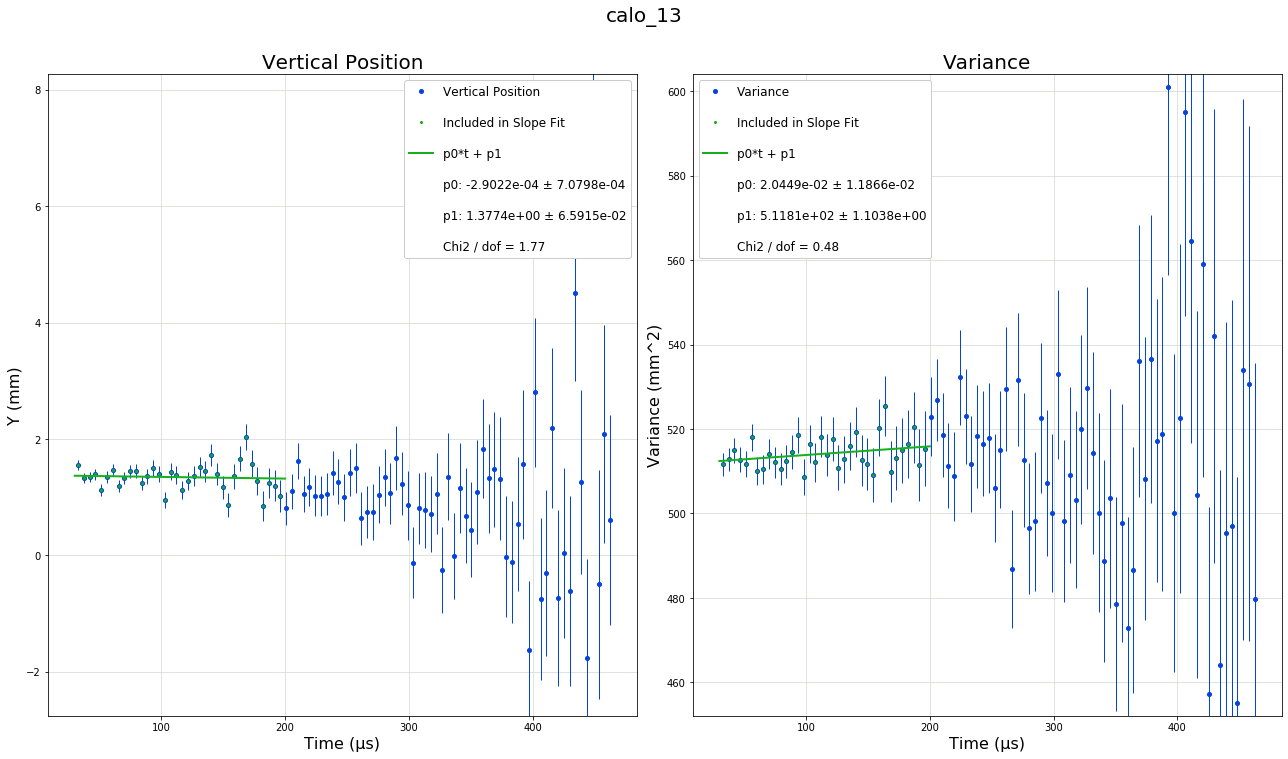 calo_13
Vertical Position
Vertical Position
Included in Slope Fit
p0*t + p1
p0: -2.9022e-04 ± 7.0798e-04
p1: 1.3774e+00 ± 6.5915e-02
Chi2 / dof = 1.77
8
6
4
2
0
−2
Y (mm)
100 200 300 400
Time (μs)
Variance
Variance
Included in Slope Fit
p0*t + p1
p0: 2.0449e-02 ± 1.1866e-02
p1: 5.1181e+02 ± 1.1038e+00
Chi2 / dof = 0.48
600
580
560
540
520
500
480
460
Variance (mm^2)
100 200 300 400
Time (μs)